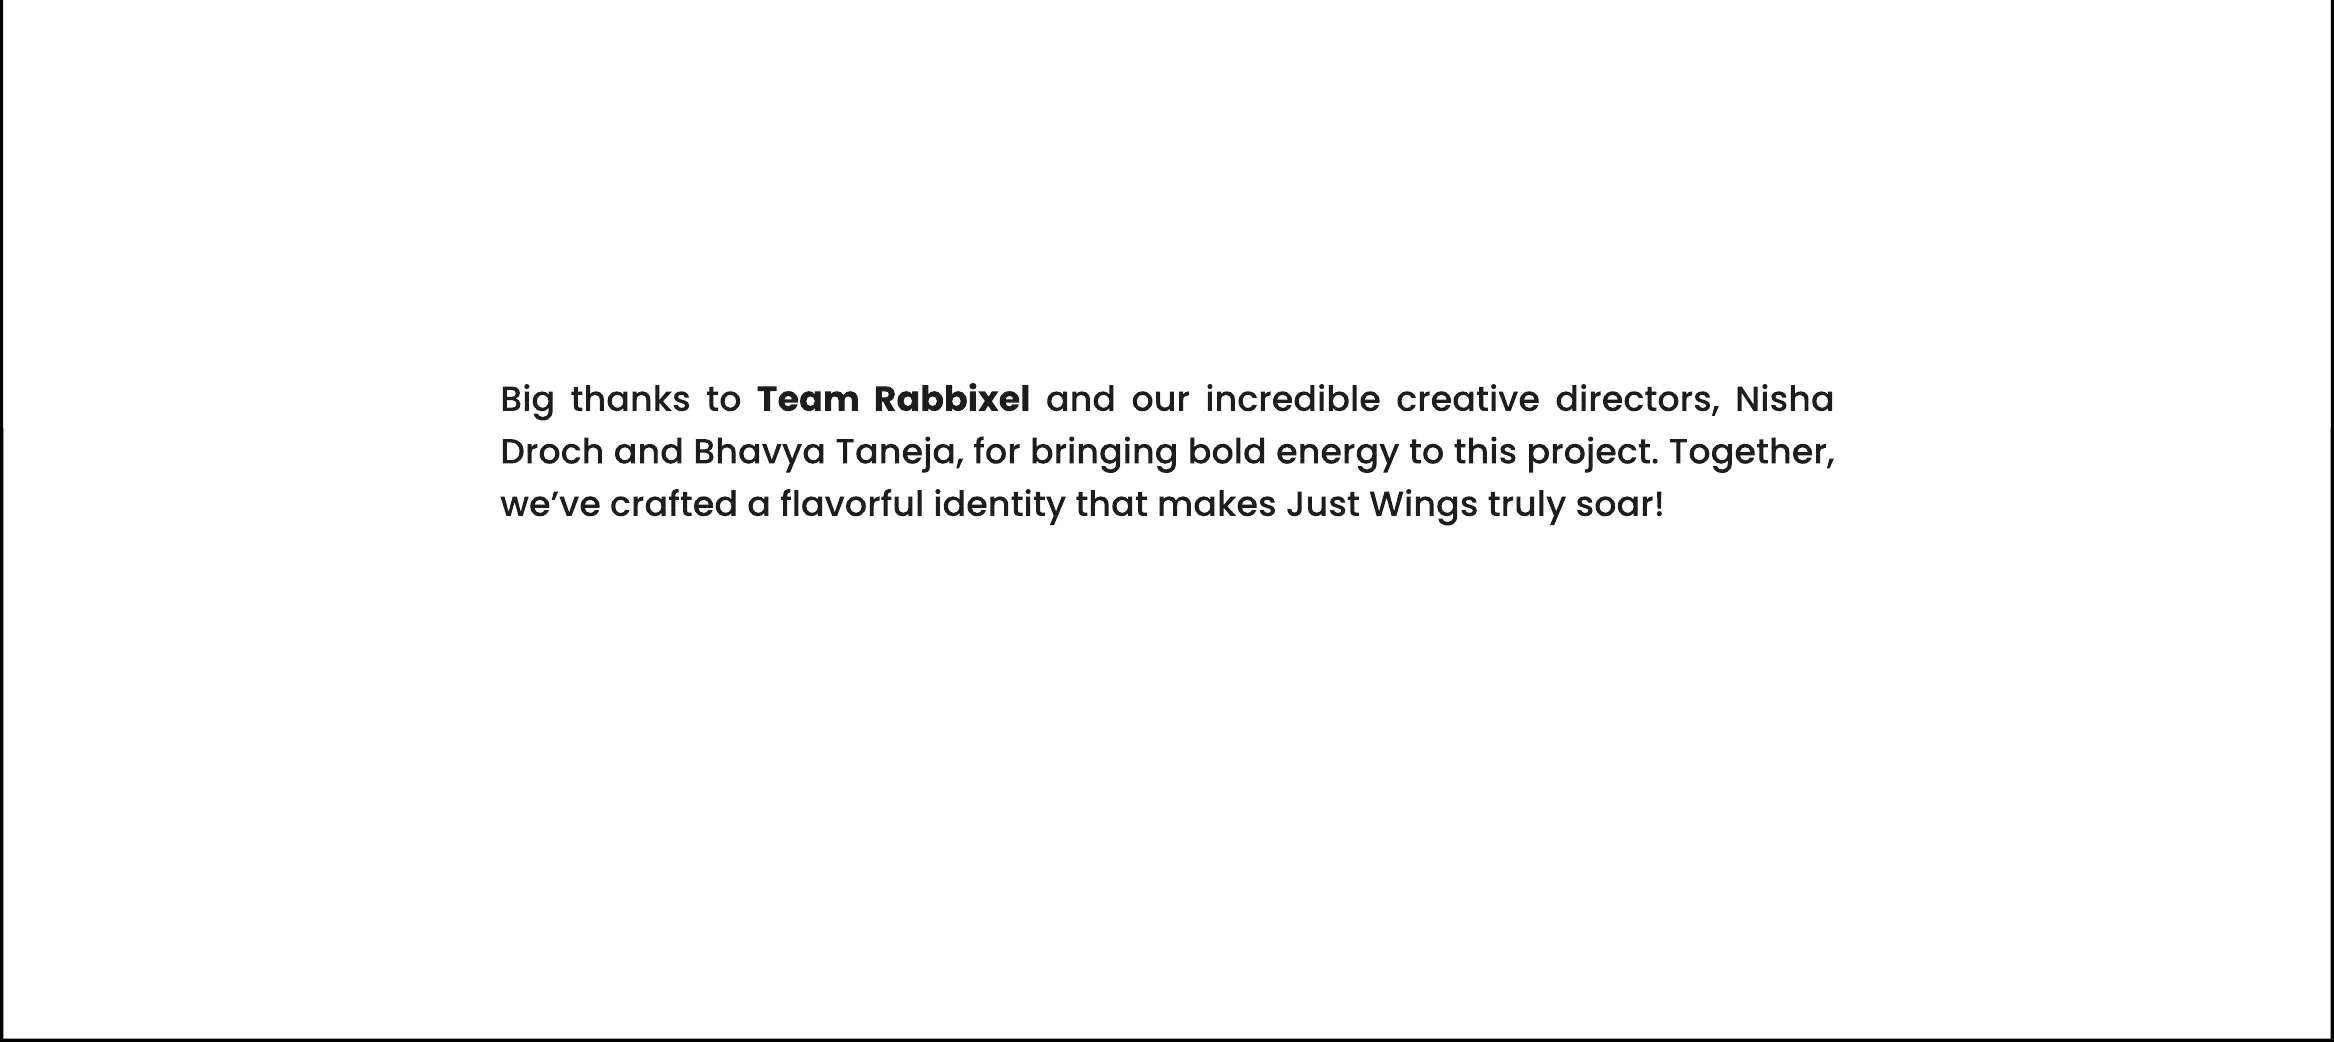 Big thanks to Team Rabbixel and our incredible creative directors, Nisha
Droch and Bhavya Taneja, for bringing bold energy to this project. Together,
we’ve crafted a flavorful identity that makes Just Wings truly soar!